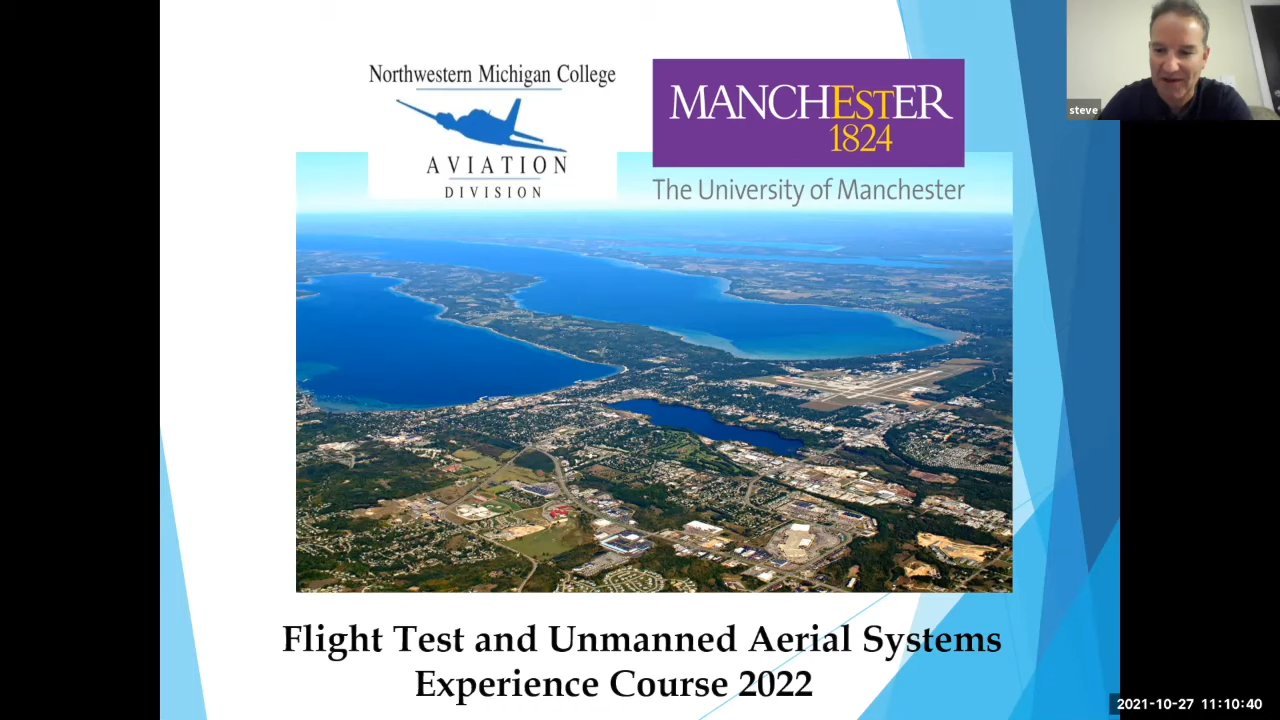 Northwestern Michigan College
AVIATION
DIVISION
MANCHESTER
1824
The University of Manchester
steve
Flight Test and Unmanned Aerial Systems
Experience Course 2022
2021-10-27 11:10:40